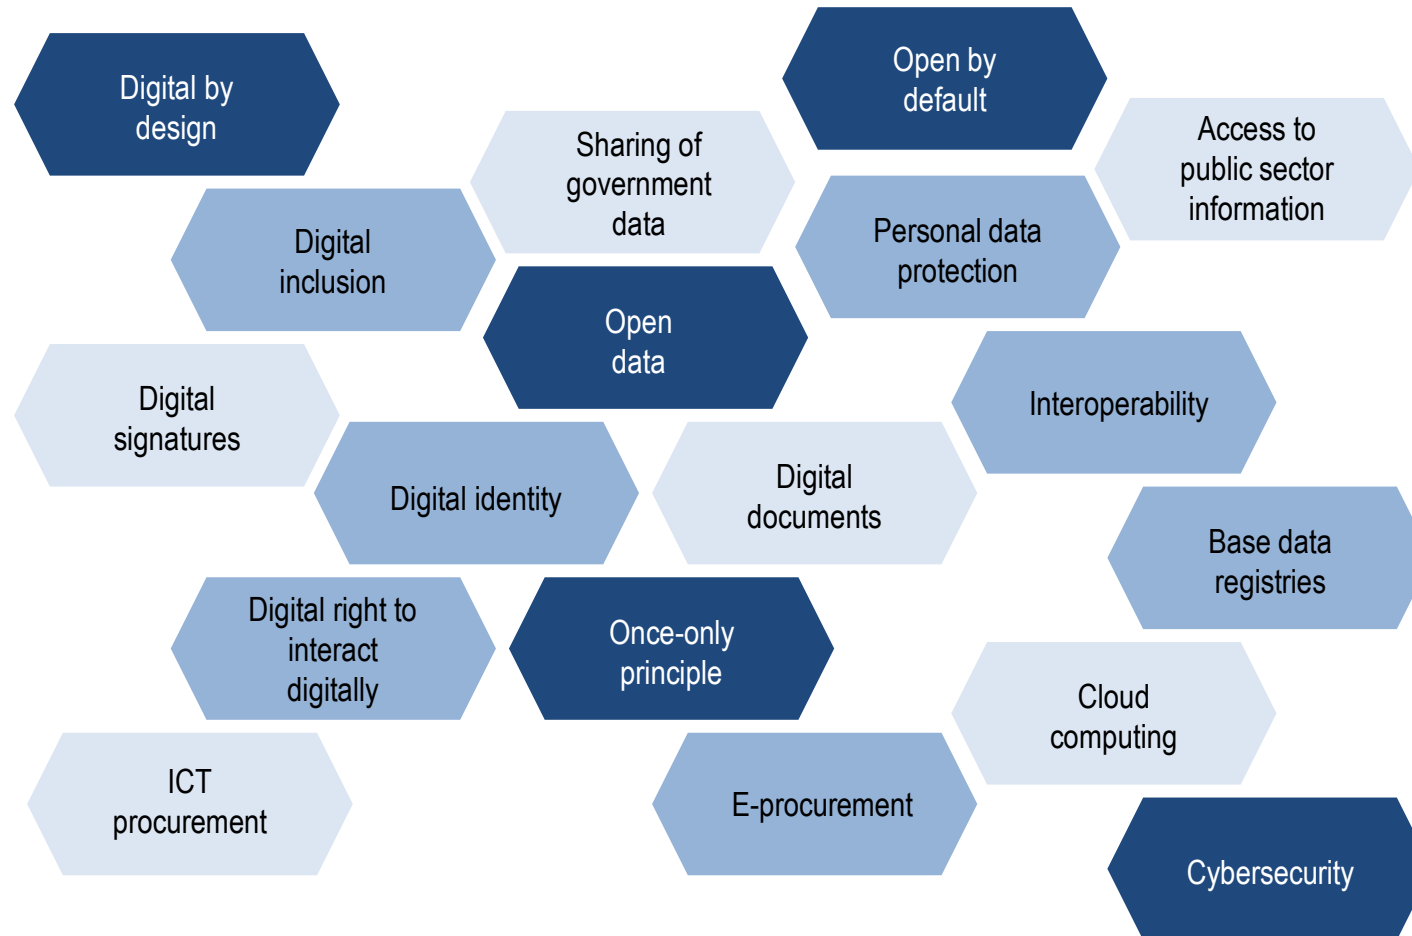 Digital by
design
Open by
default
Sharing of
government
data
Access to
public sector
information
Digital
inclusion
Personal data
protection
Open
data
Digital
signatures
Interoperability
Digital identity
Digital
documents
Base data
registries
Digital right to
interact
digitally
Once-only
principle
Cloud
computing
ICT
procurement
E-procurement
Cybersecurity